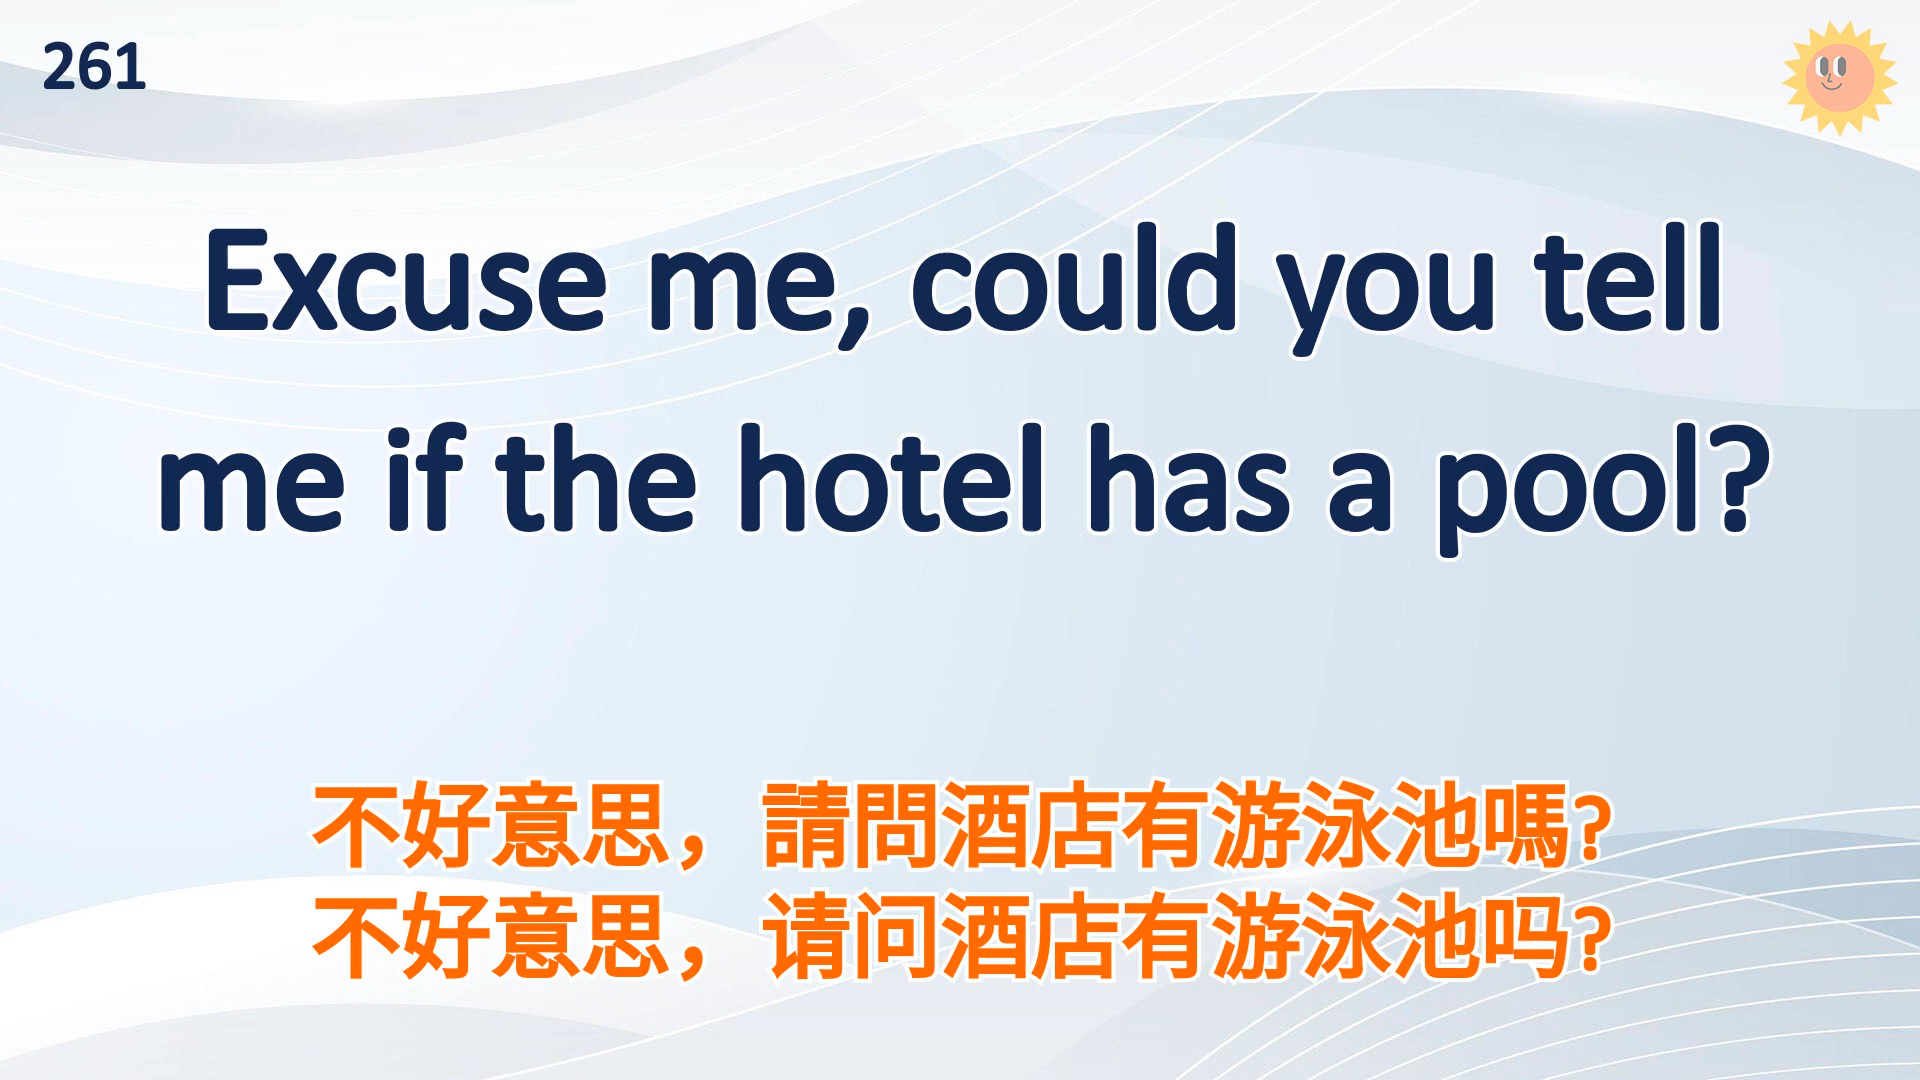 261
Excuse me, could you tell
me if the hotel has a pool?
不好意思，請問酒店有游泳池嗎?
不好意思，请问酒店有游泳池吗?